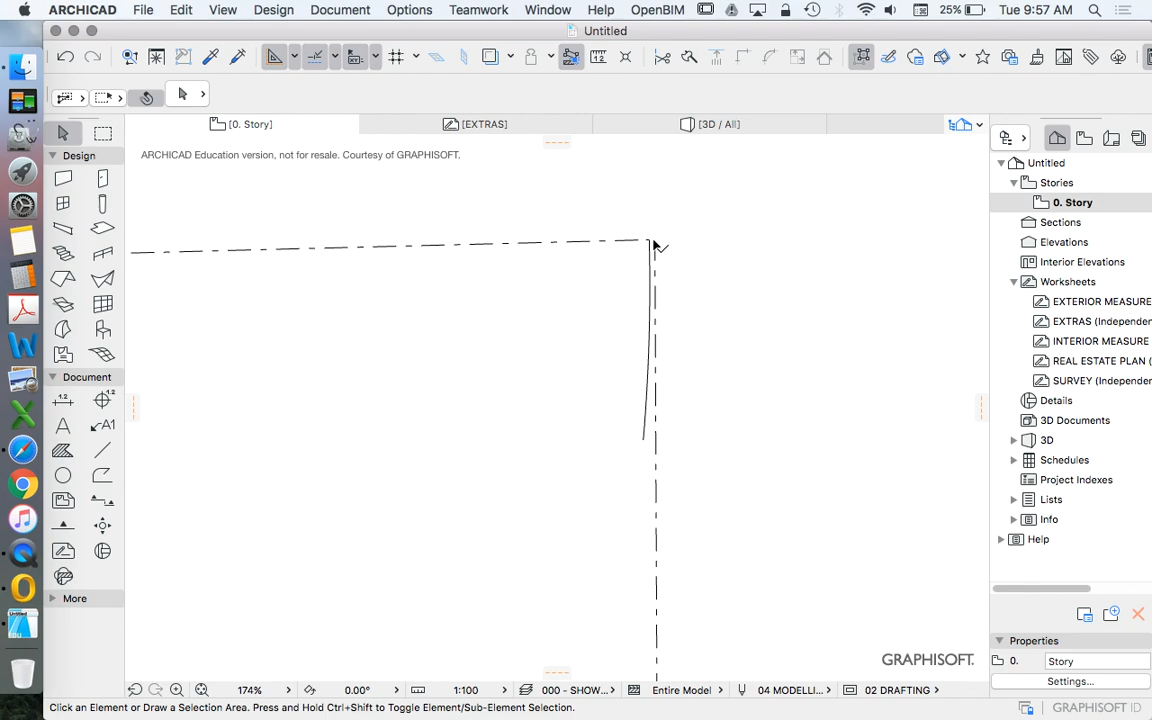 ARCHICAD File Edit View Design Document Options Teamwork Window Help OpenBIM 25% Tue 9:57 AM
Untitled
[0. Story] [EXTRAS] [3D / All]
ARCHICAD Education version, not for resale. Courtesy of GRAPHISOFT.
Design
Document
More
1.2
1.2
A1
Untitled
Stories
0. Story
Sections
Elevations
Interior Elevations
Worksheets
EXTERIOR MEASURE
EXTRAS (Independen
INTERIOR MEASURE
REAL ESTATE PLAN (
SURVEY (Independen
Details
3D Documents
3D
Schedules
Project Indexes
Lists
Info
Help
Properties
0. Story
Settings...
GRAPHISOFT.
174% 0.00° 1:100 000 - SHOW... Entire Model 04 MODELLI... 02 DRAFTING
Click an Element or Draw a Selection Area. Press and Hold Ctrl+Shift to Toggle Element/Sub-Element Selection.
GRAPHISOFT ID